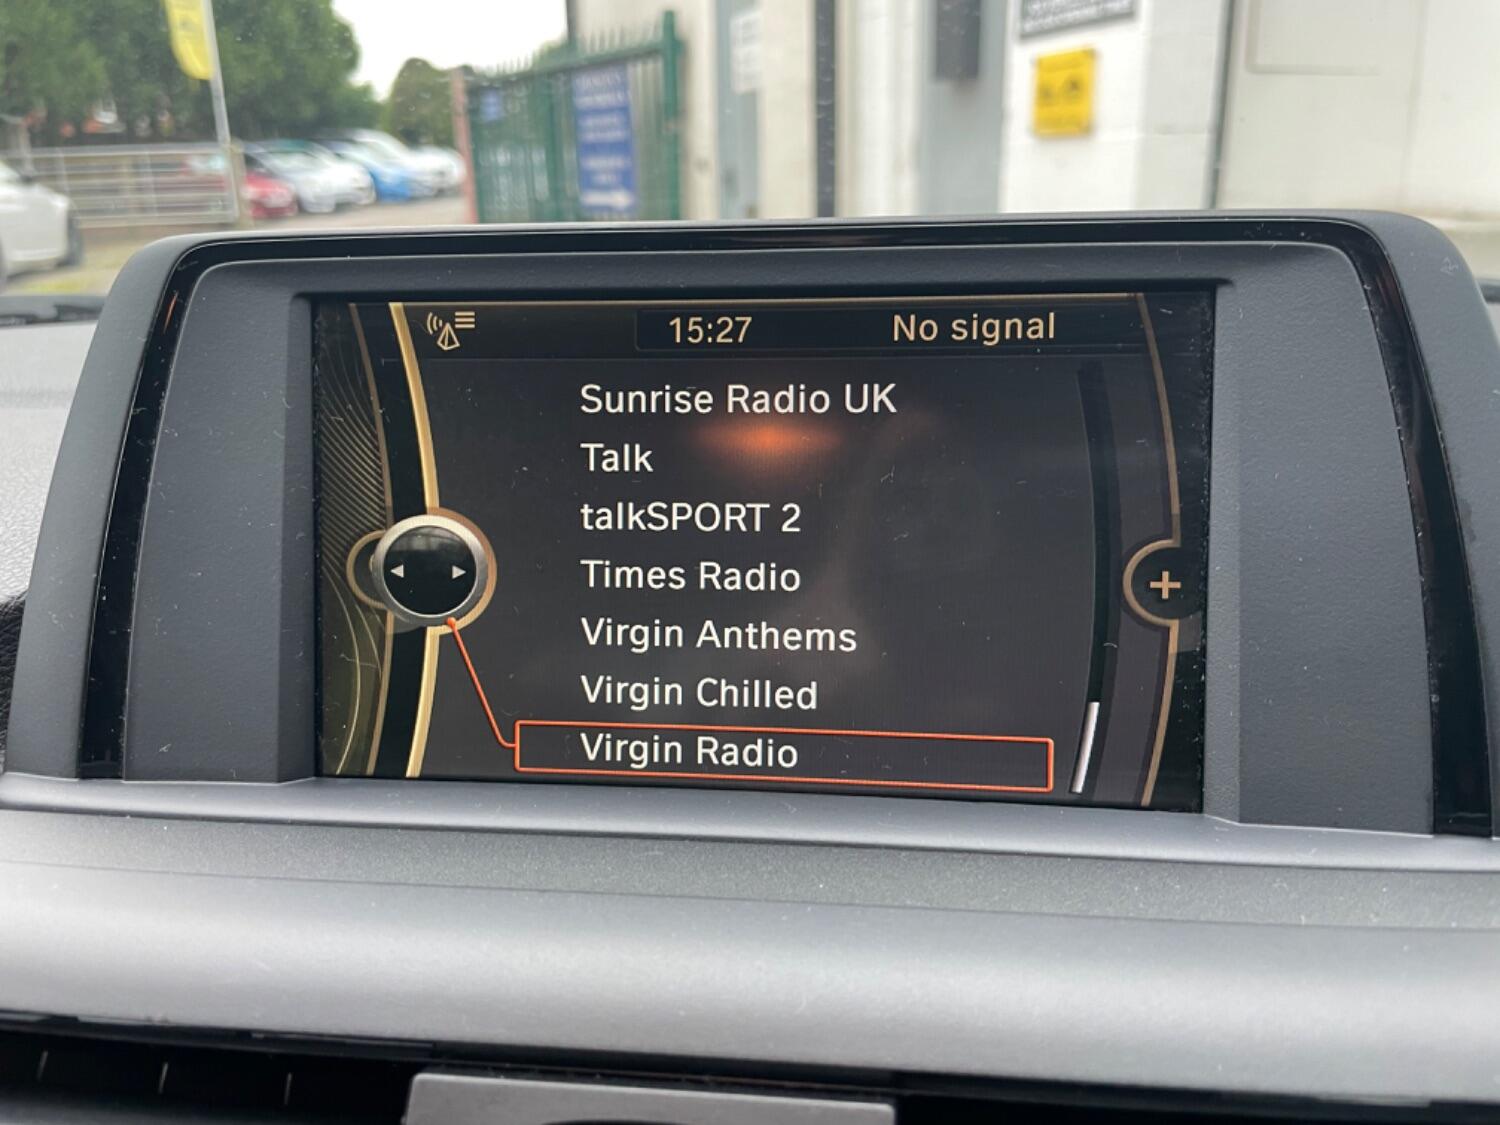 15:27 No signal
Sunrise Radio UK
Talk
talkSPORT 2
Times Radio
Virgin Anthems
Virgin Chilled
Virgin Radio
+